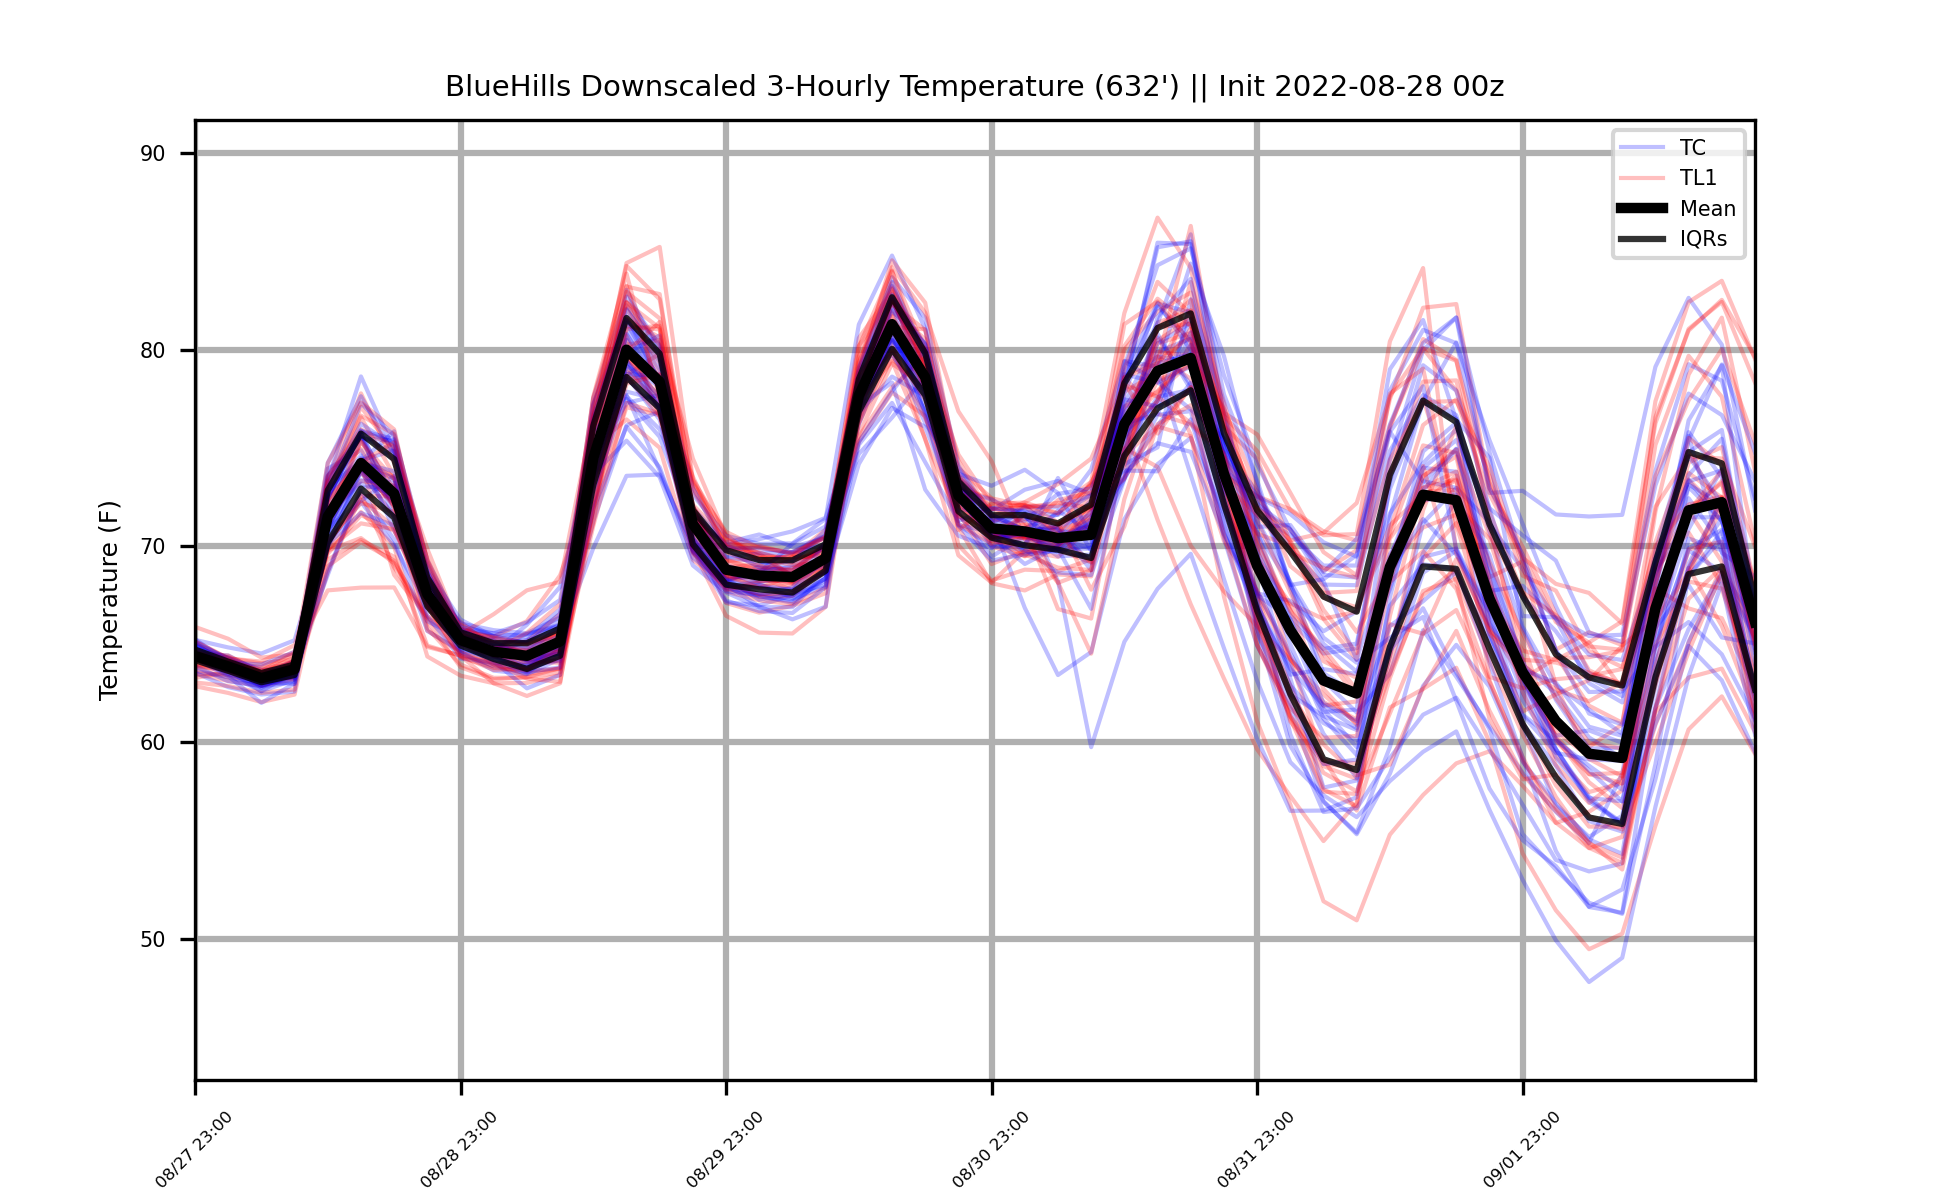 BlueHills Downscaled 3-Hourly Temperature (632') || Init 2022-08-28 00z
TC
TL1
Mean
IQRs
Temperature (F)
90
80
70
60
50
08/27 23:00
08/28 23:00
08/29 23:00
08/30 23:00
08/31 23:00
09/01 23:00